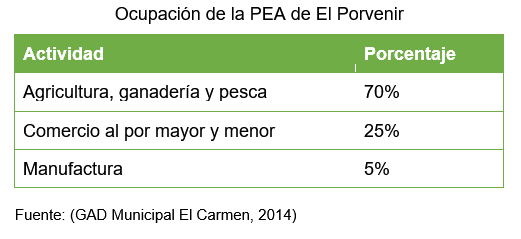 Ocupación de la PEA de El Porvenir
Actividad Porcentaje
Agricultura, ganadería y pesca 70%
Comercio al por mayor y menor 25%
Manufactura 5%
Fuente: (GAD Municipal El Carmen, 2014)